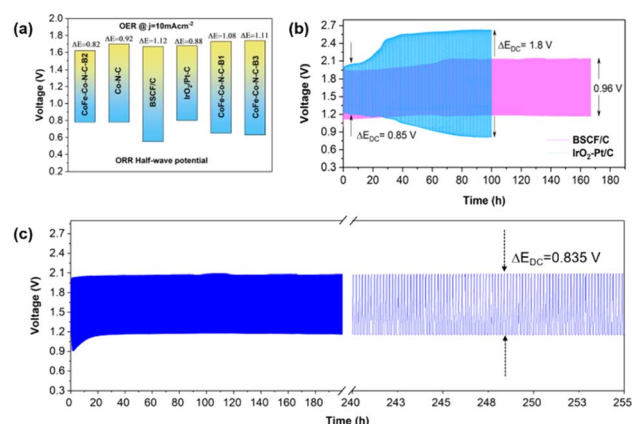 (a)
OER @ j=10mAcm-2
ΔE=0.82 ΔE=0.92 ΔE=1.12 ΔE=0.88 ΔE=1.08 ΔE=1.11
CoFe-Co-N-C-B2
Co-N-C
BSCF/C
IrO2/Pt-C
CoFe-Co-N-C-B1
CoFe-Co-N-C-B3
ORR Half-wave potential
Voltage (V)
2.0
1.8
1.6
1.4
1.2
1.0
0.8
0.6
0.4
0.2
(b)
Voltage (V)
2.7
2.4
2.1
1.8
1.5
1.2
0.9
0.6
0.3
ΔEDC= 1.8 V
0.96 V
ΔEDC= 0.85 V
BSCF/C
IrO2-Pt/C
0 20 40 60 80 100 120 140 160 180
Time (h)
(c)
Voltage (V)
2.7
2.4
2.1
1.8
1.5
1.2
0.9
0.6
ΔEDC=0.835 V
0 20 40 60 80 100 120 140 160 180 240 243 245 248 250 253 255
Time (h)